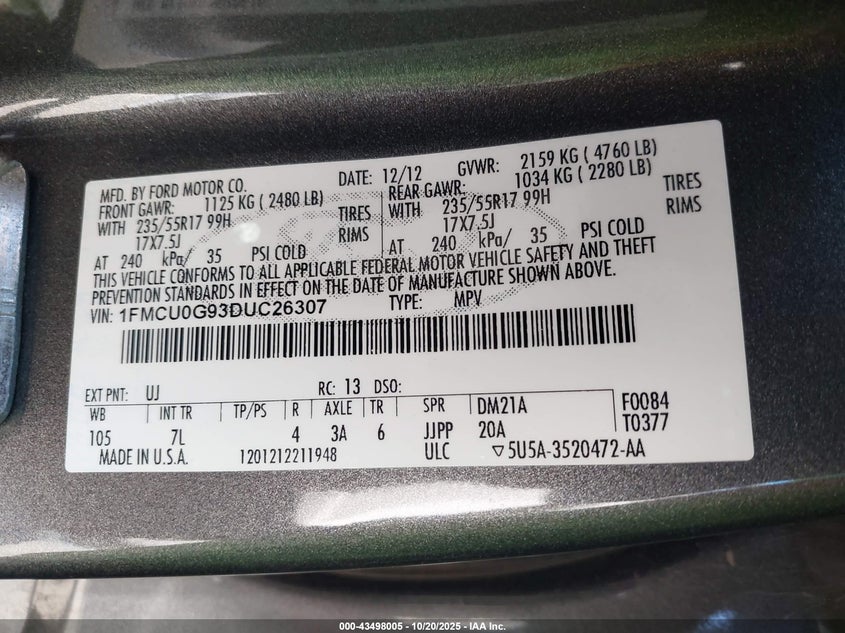 MFD. BY FORD MOTOR CO. DATE: 12/12 GVWR: 2159 KG ( 4760 LB)
FRONT GAWR: 1125 KG ( 2480 LB) REAR GAWR: 1034 KG ( 2280 LB)
WITH 235/55R17 99H TIRES WITH 235/55R17 99H TIRES
17X7.5J RIMS 17X7.5J RIMS
AT 240 kPa/ 35 PSI COLD AT 240 kPa/ 35 PSI COLD
THIS VEHICLE CONFORMS TO ALL APPLICABLE FEDERAL MOTOR VEHICLE SAFETY AND THEFT
PREVENTION STANDARDS IN EFFECT ON THE DATE OF MANUFACTURE SHOWN ABOVE.
VIN: 1FMCU0G93DUC26307 TYPE: MPV
EXT PNT: UJ RC: 13 DSO:
WB INT TR TP/PS R AXLE TR SPR DM21A F0084
105 7L 4 3A 6 JJPP 20A T0377
MADE IN U.S.A. 1201212211948 ULC ▽5U5A-3520472-AA
000-43498005 - 10/20/2025 - IAA Inc.